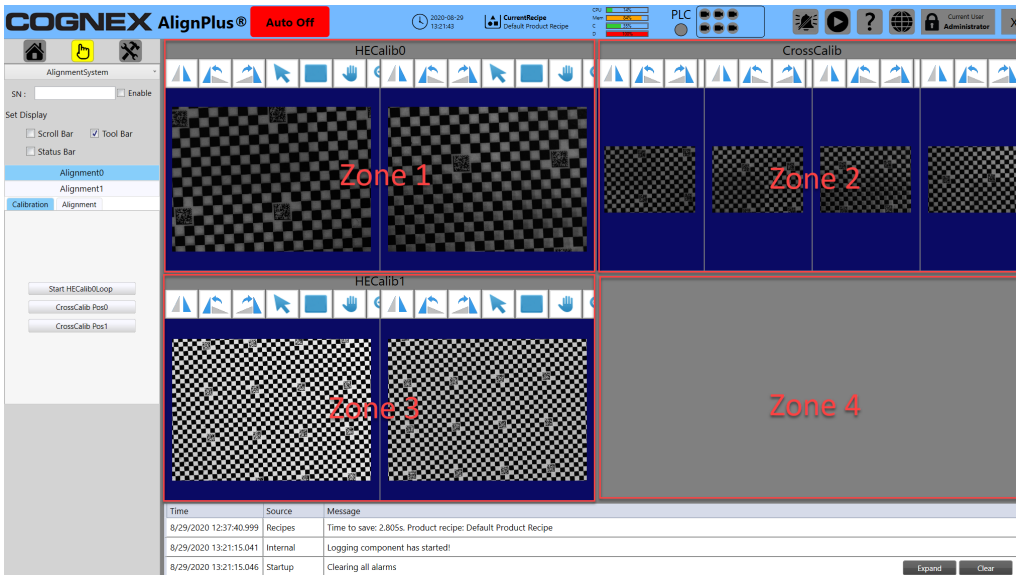 COGNEX AlignPlus®
Auto Off
2020-08-29
13:21:43
CurrentRecipe
Default Product Recipe
CPU 14%
Mem
C 35%
D 100%
PLC
?
Current User
Administrator
X
AlignmentSystem
SN :
Enable
Set Display
Scroll Bar
Tool Bar
Status Bar
Alignment0
Alignment1
Calibration
Alignment
Start HECalib0Loop
CrossCalib Pos0
CrossCalib Pos1
HECalib0
Zone 1
CrossCalib
Zone 2
HECalib1
Zone 3
Zone 4
Time Source Message
8/29/2020 12:37:40.999 Recipes Time to save: 2.805s. Product recipe: Default Product Recipe
8/29/2020 13:21:15.041 Internal Logging component has started!
8/29/2020 13:21:15.046 Startup Clearing all alarms
Expand
Clear